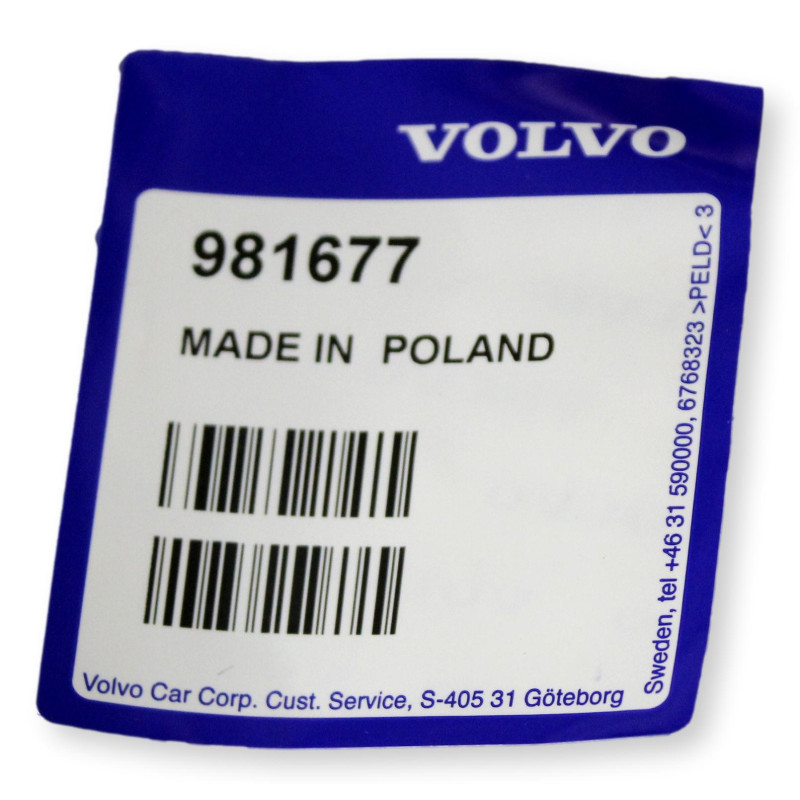 VOLVO
981677
MADE IN POLAND
Volvo Car Corp. Cust. Service, S-405 31 Göteborg
Sweden, tel +46 31 590000, 6768323 >PELD< 3